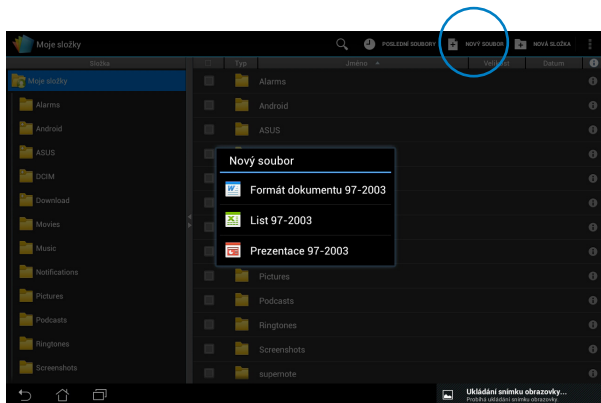 Moje složky
POSLEDNÍ SOUBORY
NOVÝ SOUBOR
NOVÁ SLOŽKA
Složka
Typ
Jméno
Velikost
Datum
Moje složky
Alarms
Android
ASUS
DCIM
Download
Movies
Music
Notifications
Pictures
Podcasts
Ringtones
Screenshots
Alarms
Android
ASUS
Nový soubor
Formát dokumentu 97-2003
List 97-2003
Prezentace 97-2003
Pictures
Podcasts
Ringtones
Screenshots
supernote
Ukládání snímku obrazovky...
Probíhá ukládání snímku obrazovky.